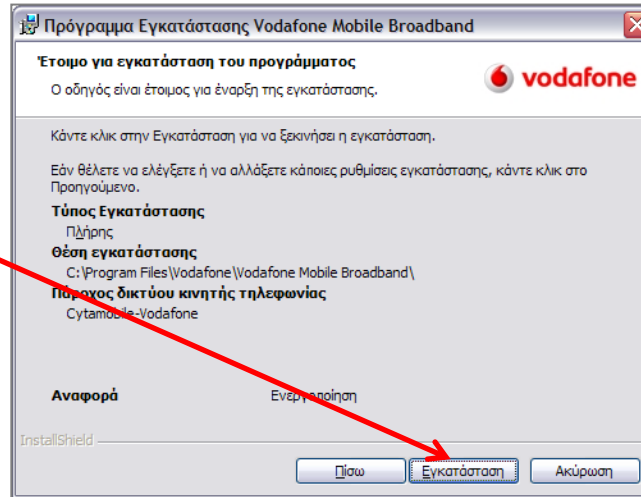 Πρόγραμμα Εγκατάστασης Vodafone Mobile Broadband
Έτοιμο για εγκατάσταση του προγράμματος
Ο οδηγός είναι έτοιμος για έναρξη της εγκατάστασης.
vodafone
Κάντε κλικ στην Εγκατάσταση για να ξεκινήσει η εγκατάσταση.
Εάν θέλετε να ελέγξετε ή να αλλάξετε κάποιες ρυθμίσεις εγκατάστασης, κάντε κλικ στο
Προηγούμενο.
Τύπος Εγκατάστασης
Πλήρης
Θέση εγκατάστασης
C:\Program Files\Vodafone\Vodafone Mobile Broadband\
Πάροχος δικτύου κινητής τηλεφωνίας
Cytamobile-Vodafone
Αναφορά Ενεργοποίηση
InstallShield
Πίσω Εγκατάσταση Ακύρωση